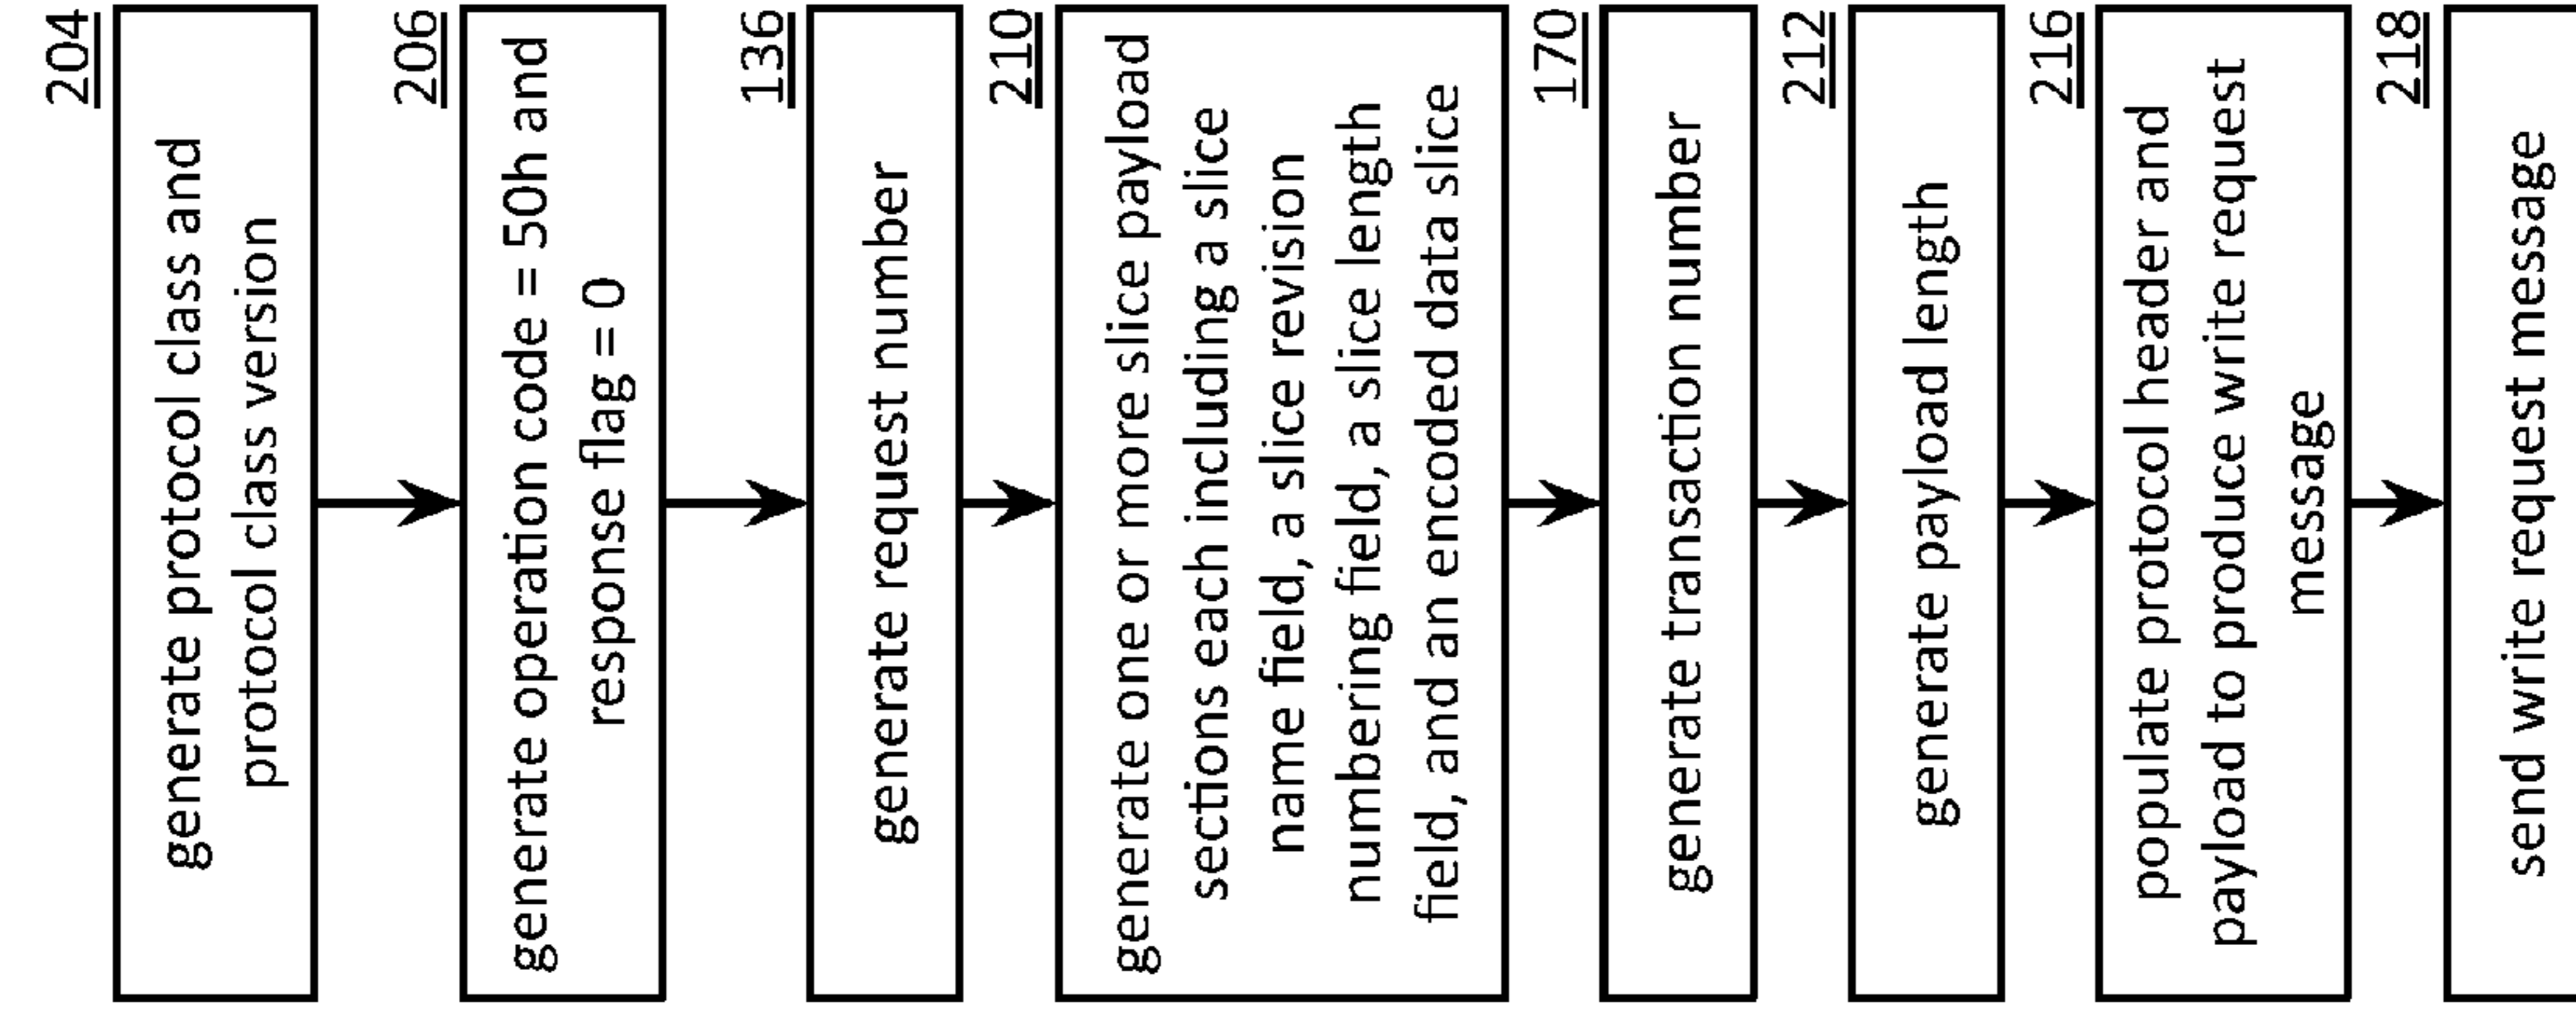 204
generate protocol class and
protocol class version
206
generate operation code = 50h and
response flag = 0
136
generate request number
210
generate one or more slice payload
sections each including a slice
name field, a slice revision
numbering field, a slice length
field, and an encoded data slice
170
generate transaction number
212
generate payload length
216
populate protocol header and
payload to produce write request
message
218
send write request message